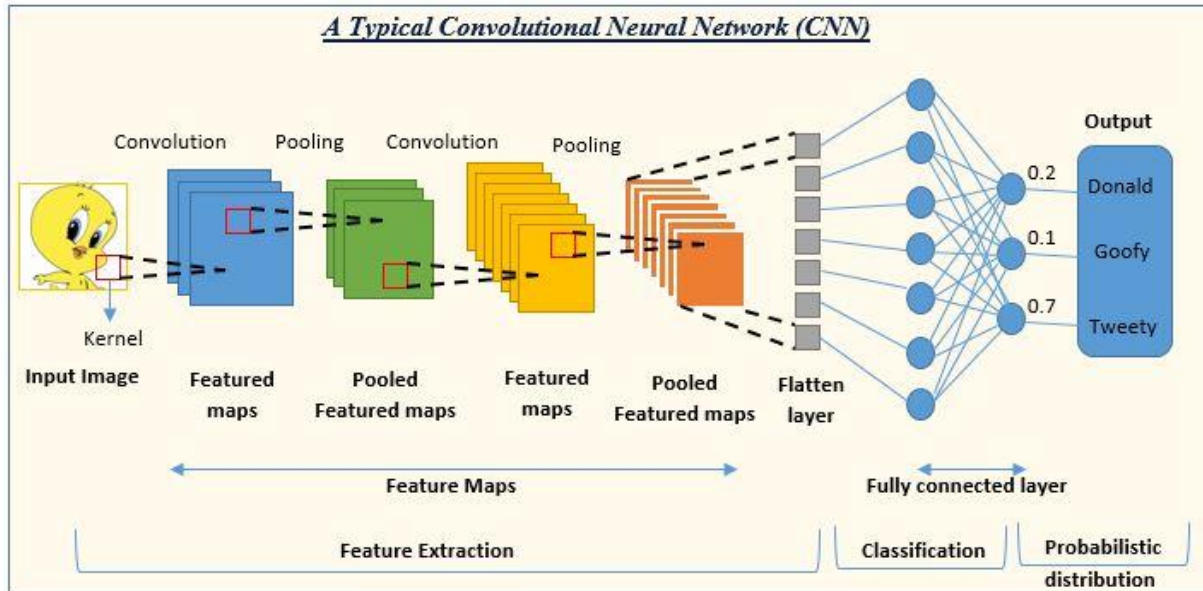 A Typical Convolutional Neural Network (CNN)
Convolution
Pooling
Convolution
Pooling
Output
0.2
Donald
0.1
Goofy
0.7
Tweety
Kernel
Input Image
Featured
maps
Pooled
Featured maps
Featured
maps
Pooled
Featured maps
Flatten
layer
Feature Maps
Fully connected layer
Feature Extraction
Classification
Probabilistic
distribution